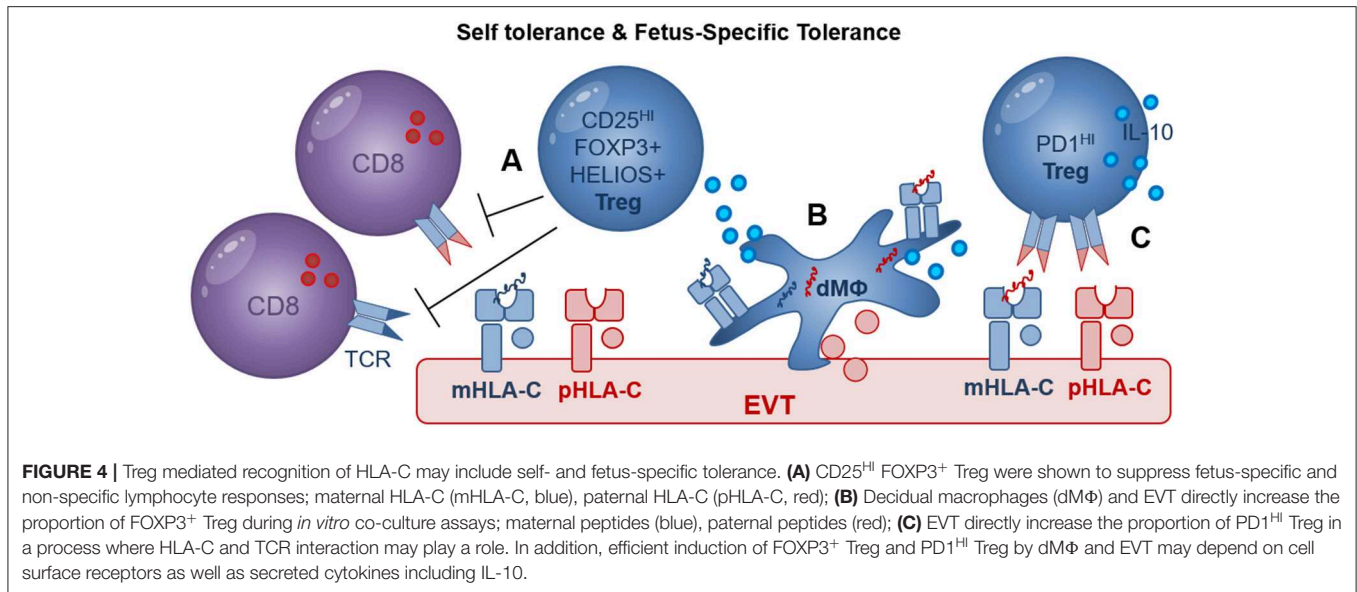 Self tolerance & Fetus-Specific Tolerance
CD8
A
CD25ᴴᴵ
FOXP3+
HELIOS+
Treg
B
PD1ᴴᴵ
Treg
IL-10
C
CD8
TCR
dMΦ
mHLA-C
pHLA-C
EVT
mHLA-C
pHLA-C
FIGURE 4 | Treg mediated recognition of HLA-C may include self- and fetus-specific tolerance. (A) CD25ᴴᴵ FOXP3⁺ Treg were shown to suppress fetus-specific and
non-specific lymphocyte responses; maternal HLA-C (mHLA-C, blue), paternal HLA-C (pHLA-C, red); (B) Decidual macrophages (dMΦ) and EVT directly increase the
proportion of FOXP3⁺ Treg during in vitro co-culture assays; maternal peptides (blue), paternal peptides (red); (C) EVT directly increase the proportion of PD1ᴴᴵ Treg in
a process where HLA-C and TCR interaction may play a role. In addition, efficient induction of FOXP3⁺ Treg and PD1ᴴᴵ Treg by dMΦ and EVT may depend on cell
surface receptors as well as secreted cytokines including IL-10.